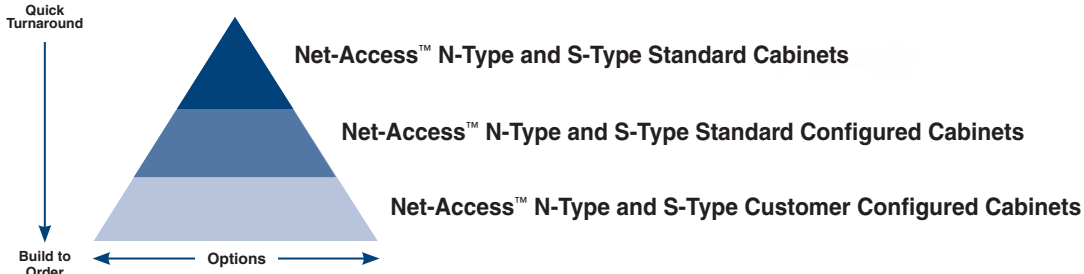 Quick
Turnaround
Net-Access™ N-Type and S-Type Standard Cabinets
Net-Access™ N-Type and S-Type Standard Configured Cabinets
Net-Access™ N-Type and S-Type Customer Configured Cabinets
Build to
Order
Options